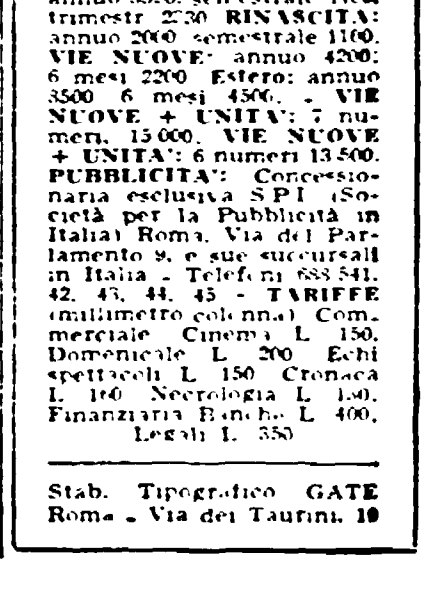 trimestr 2230 RINASCITA:
annuo 2000 semestrale 1100.
VIE NUOVE: annuo 4200:
6 mesi 2200 Estero: annuo
8500 6 mesi 4500. - VIE
NUOVE + UNITA': 7 nu-
meri. 15 000. VIE NUOVE
+ UNITA': 6 numeri 13 500.
PUBBLICITA': Concessio-
naria esclusiva S P I (So-
cietà per la Pubblicità in
Italia) Roma. Via del Par-
lamento 9. e sue succursali
in Italia - Telefoni 688 541.
42. 43. 44. 45 - TARIFFE
(millimetro colonna) Com-
merciale Cinema L 150.
Domenicale L 200 Echi
spettacoli L 150 Cronaca
L 160 Necrologia L
Finanziaria Banche L 400.
Legali L 350
Stab. Tipografico GATE
Roma - Via dei Taurini. 19